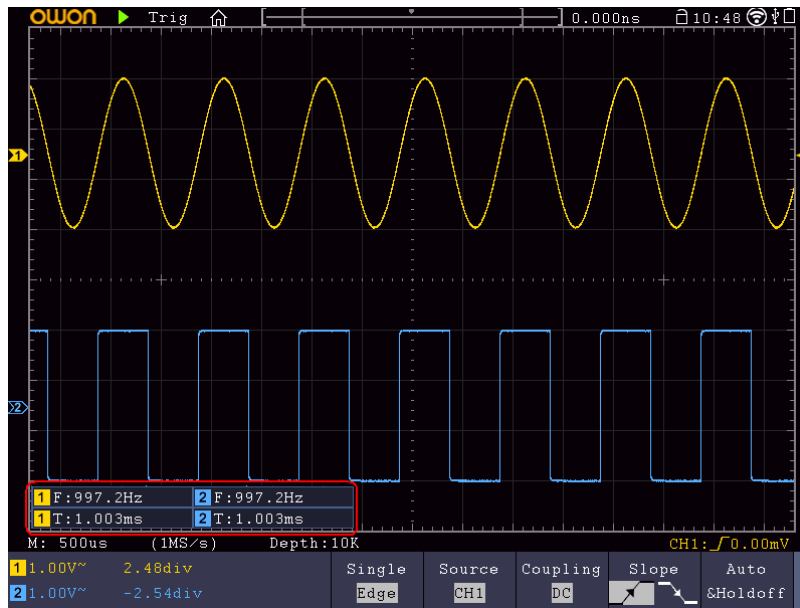 OWON Trig 0.000ns 10:48
1
2
1 F:997.2Hz 2 F:997.2Hz
1 T:1.003ms 2 T:1.003ms
M: 500us (1MS/s) Depth:10K CH1: 0.00mV
1 1.00V~ 2.48div Single Source Coupling Slope Auto
2 1.00V~ -2.54div Edge CH1 DC &Holdoff